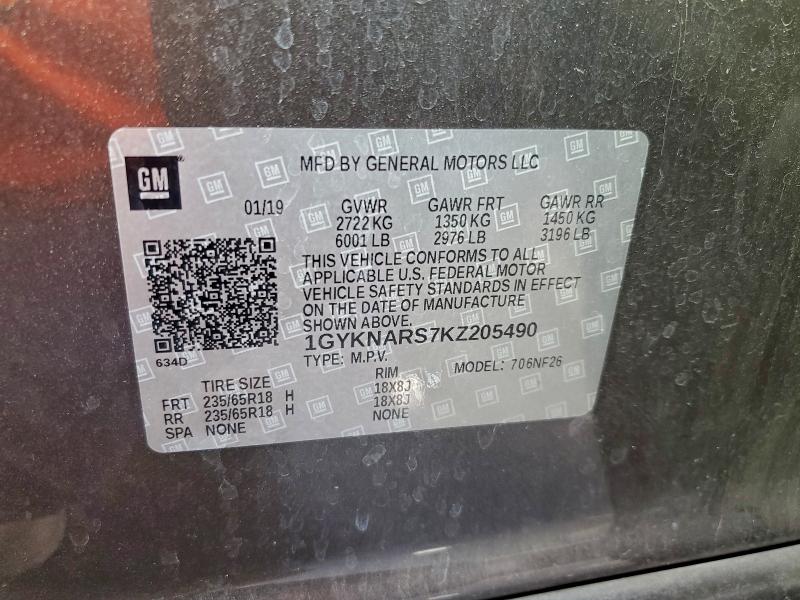 GM
MFD BY GENERAL MOTORS LLC
01/19 GVWR GAWR FRT GAWR RR
2722 KG 1350 KG 1450 KG
6001 LB 2976 LB 3196 LB
THIS VEHICLE CONFORMS TO ALL
APPLICABLE U.S. FEDERAL MOTOR
VEHICLE SAFETY STANDARDS IN EFFECT
ON THE DATE OF MANUFACTURE
SHOWN ABOVE.
1GYKNARS7KZ205490
634D
TYPE: M.P.V. MODEL: 706NF26
TIRE SIZE RIM
FRT 235/65R18 H 18X8J
RR 235/65R18 H 18X8J
SPA NONE NONE